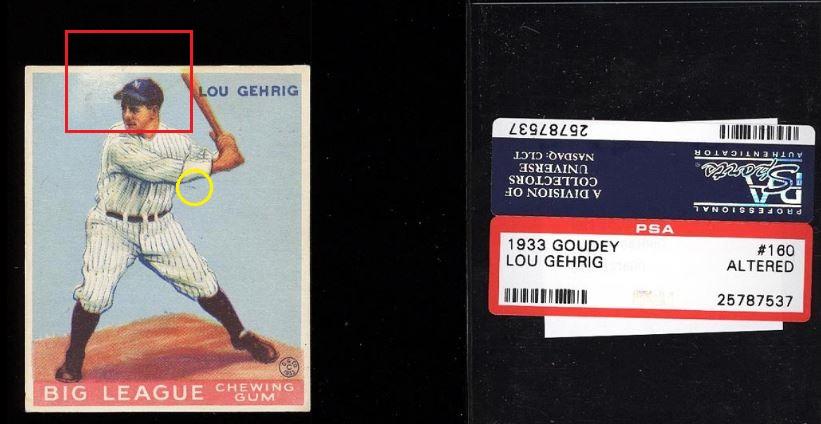 LOU GEHRIG
BIG LEAGUE CHEWING GUM
25787537
A DIVISION OF
COLLECTORS
UNIVERSE
NASDAQ: CLCT
PSA
Sports
PROFESSIONAL
AUTHENTICATOR
PSA
1933 GOUDEY #160
LOU GEHRIG ALTERED
25787537